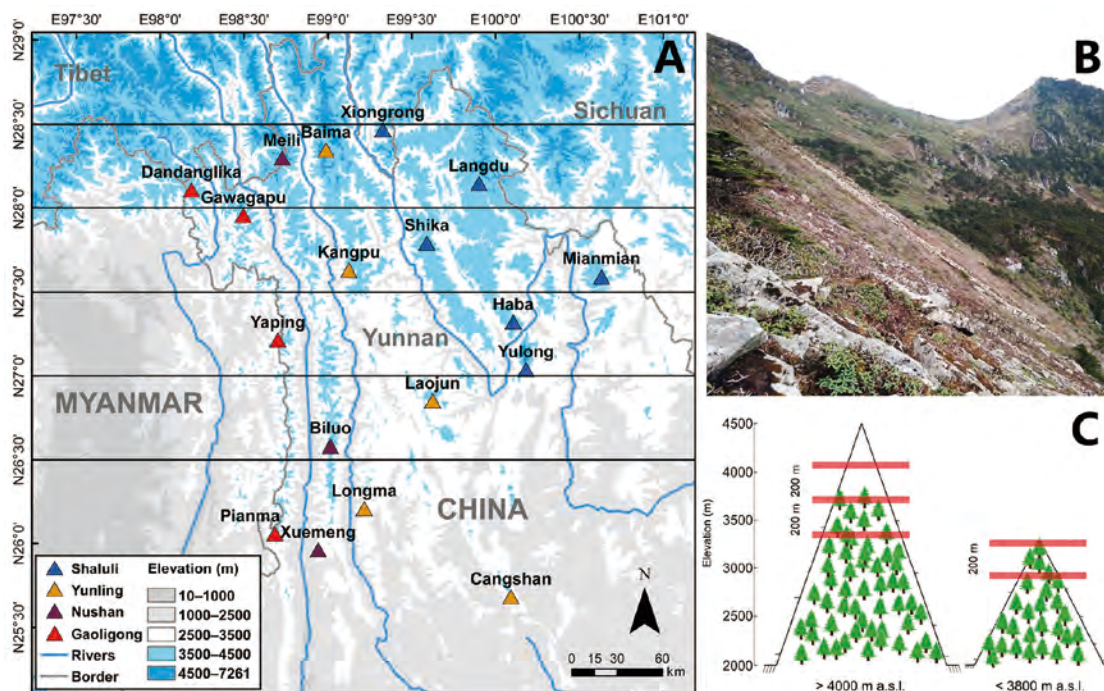 E97°30' E98°0' E98°30' E99°0' E99°30' E100°0' E100°30' E101°0'
N29°0'
N28°30'
N28°0'
N27°30'
N27°0'
N26°30'
N26°0'
N25°30'
A
Tibet
Sichuan
Xiongrong
Meili
Baima
Dandanglika
Langdu
Gawagapu
Shika
Kangpu
Mianmian
Haba
Yaping
Yunnan
Yulong
Laojun
MYANMAR
Biluo
Longma
CHINA
Pianma
Xuemeng
Cangshan
N
0 15 30 60
km
Shaluli
Yunling
Nushan
Gaoligong
Rivers
Border
Elevation (m)
10–1000
1000–2500
2500–3500
3500–4500
4500–7261
B
C
Elevation (m)
4500
4000
3500
3000
2500
2000
200 m
200 m
200 m
> 4000 m a.s.l.
< 3800 m a.s.l.